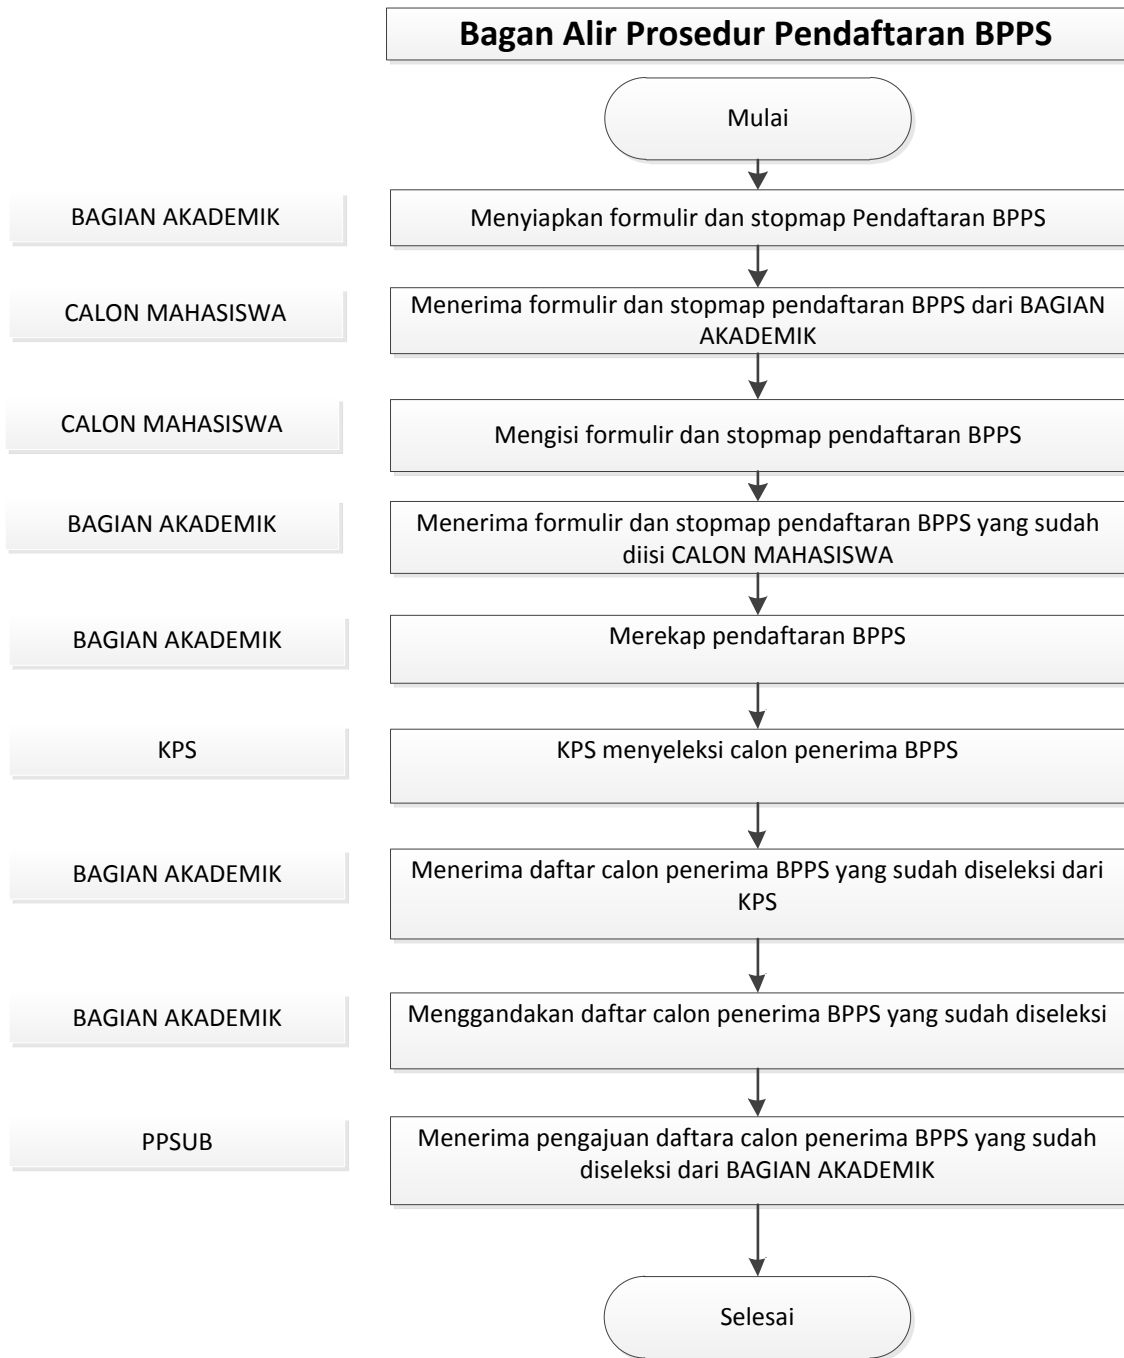 Bagan Alir Prosedur Pendaftaran BPPS
Mulai
BAGIAN AKADEMIK
Menyiapkan formulir dan stopmap Pendaftaran BPPS
CALON MAHASISWA
Menerima formulir dan stopmap pendaftaran BPPS dari BAGIAN
AKADEMIK
CALON MAHASISWA
Mengisi formulir dan stopmap pendaftaran BPPS
BAGIAN AKADEMIK
Menerima formulir dan stopmap pendaftaran BPPS yang sudah
diisi CALON MAHASISWA
BAGIAN AKADEMIK
Merekap pendaftaran BPPS
KPS
KPS menyeleksi calon penerima BPPS
BAGIAN AKADEMIK
Menerima daftar calon penerima BPPS yang sudah diseleksi dari
KPS
BAGIAN AKADEMIK
Menggandakan daftar calon penerima BPPS yang sudah diseleksi
PPSUB
Menerima pengajuan daftara calon penerima BPPS yang sudah
diseleksi dari BAGIAN AKADEMIK
Selesai